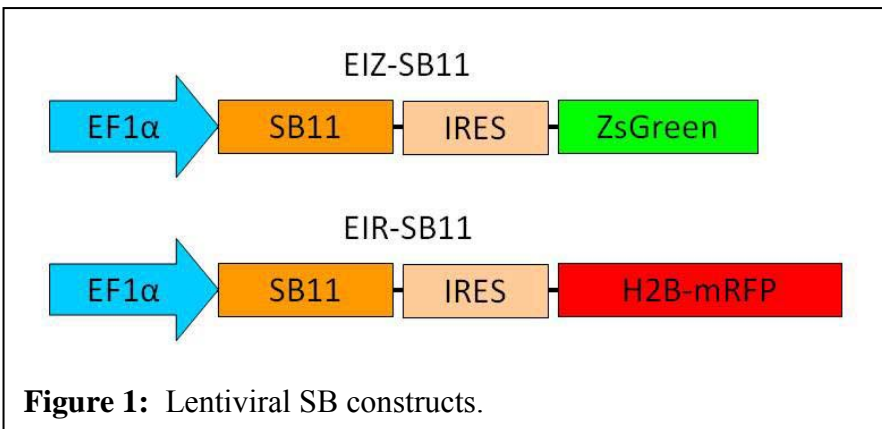 EIZ-SB11
EF1α SB11 IRES ZsGreen
EIR-SB11
EF1α SB11 IRES H2B-mRFP
Figure 1: Lentiviral SB constructs.